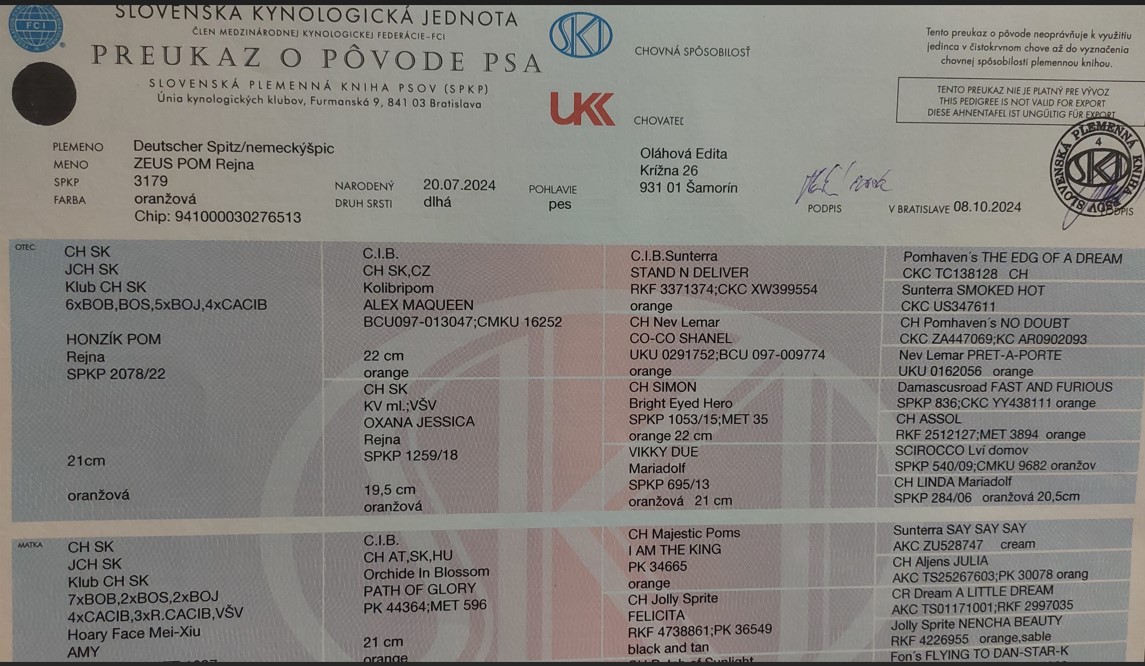 FCI
SLOVENSKÁ KYNOLOGICKÁ JEDNOTA
ČLEN MEDZINÁRODNEJ KYNOLOGICKEJ FEDERÁCIE-FCI
PREUKAZ O PÔVODE PSA
SLOVENSKÁ PLEMENNÁ KNIHA PSOV (SPKP)
Únia kynologických klubov, Furmanská 9, 841 03 Bratislava
SKJ
UKK
CHOVNÁ SPÔSOBILOSŤ
CHOVATEĽ
Tento preukaz o pôvode neoprávňuje k využitiu
jedinca v čistokrvnom chove až do vyznačenia
chovnej spôsobilosti plemennou knihou.
TENTO PREUKAZ NIE JE PLATNÝ PRE VÝVOZ
THIS PEDIGREE IS NOT VALID FOR EXPORT
DIESE AHNENTAFEL IST UNGÜLTIG FÜR EXPORT
PLEMENO Deutscher Spitz/nemeckýšpic
MENO ZEUS POM Rejna
SPKP 3179
FARBA oranžová
Chip: 941000030276513
NARODENÝ 20.07.2024 POHLAVIE
DRUH SRSTI dlhá pes
Oláhová Edita
Krížna 26
931 01 Šamorín
PODPIS V BRATISLAVE 08.10.2024
SLOVENSKÁ PLEMENNÁ KNIHA PSOV
4
SKJ
OTEC
CH SK
JCH SK
Klub CH SK
6xBOB,BOS,5xBOJ,4xCACIB
HONZÍK POM
Rejna
SPKP 2078/22
21cm
oranžová
C.I.B.
CH SK,CZ
Kolibripom
ALEX MAQUEEN
BCU097-013047;CMKU 16252
22 cm
orange
CH SK
KV ml.;VŠV
OXANA JESSICA
Rejna
SPKP 1259/18
19,5 cm
oranžová
C.I.B.Sunterra
STAND N DELIVER
RKF 3371374;CKC XW399554
orange
CH Nev Lemar
CO-CO SHANEL
UKU 0291752;BCU 097-009774
orange
CH SIMON
Bright Eyed Hero
SPKP 1053/15;MET 35
orange 22 cm
VIKKY DUE
Mariadolf
SPKP 695/13
oranžová 21 cm
Pomhaven´s THE EDG OF A DREAM
CKC TC138128 CH
Sunterra SMOKED HOT
CKC US347611
CH Pomhaven´s NO DOUBT
CKC ZA447069;KC AR0902093
Nev Lemar PRET-A-PORTE
UKU 0162056 orange
Damascusroad FAST AND FURIOUS
SPKP 836;CKC YY438111 orange
CH ASSOL
RKF 2512127;MET 3894 orange
SCIROCCO Lví domov
SPKP 540/09;CMKU 9682 oranžov
CH LINDA Mariadolf
SPKP 284/06 oranžová 20,5cm
MATKA
CH SK
JCH SK
Klub CH SK
7xBOB,2xBOS,2xBOJ
4xCACIB,3xR.CACIB,VŠV
Hoary Face Mei-Xiu
AMY
C.I.B.
CH AT,SK,HU
Orchide In Blossom
PATH OF GLORY
PK 44364;MET 596
21 cm
orange
CH Majestic Poms
I AM THE KING
PK 34665
orange
CH Jolly Sprite
FELICITA
RKF 4738861;PK 36549
black and tan
Sunterra SAY SAY SAY
AKC ZU528747 cream
CH Aljens JULIA
AKC TS25267603;PK 30078 orang
CR Dream A LITTLE DREAM
AKC TS01171001;RKF 2997035
Jolly Sprite NENCHA BEAUTY
RKF 4226955 orange,sable
Fon's FLYING TO DAN-STAR-K